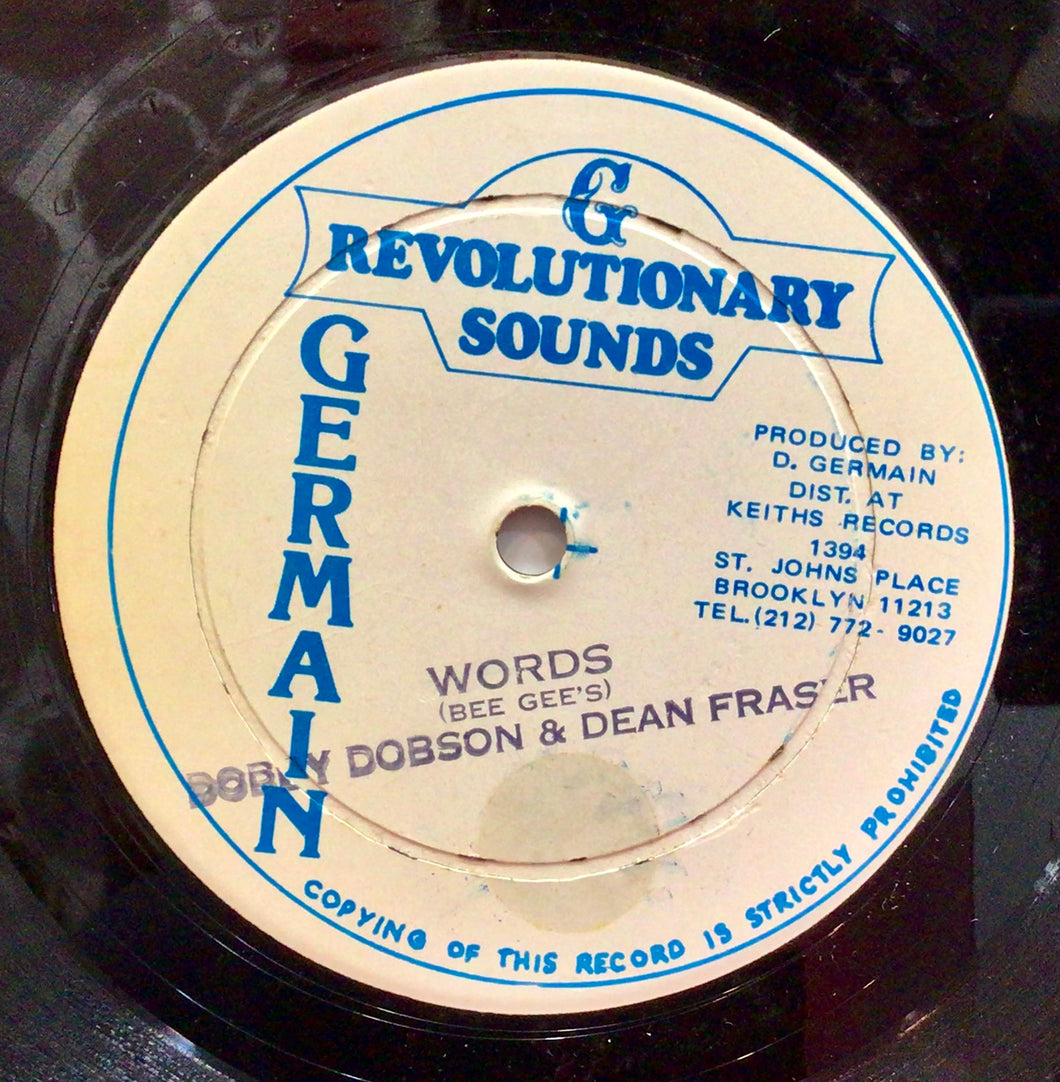 G
REVOLUTIONARY
SOUNDS
GERMAIN
PRODUCED BY:
D. GERMAIN
DIST. AT
KEITHS RECORDS
1394
ST. JOHNS PLACE
BROOKLYN 11213
TEL.(212) 772-9027
WORDS
(BEE GEE'S)
BOBBY DOBSON & DEAN FRASER
COPYING OF THIS RECORD IS STRICTLY PROHIBITED